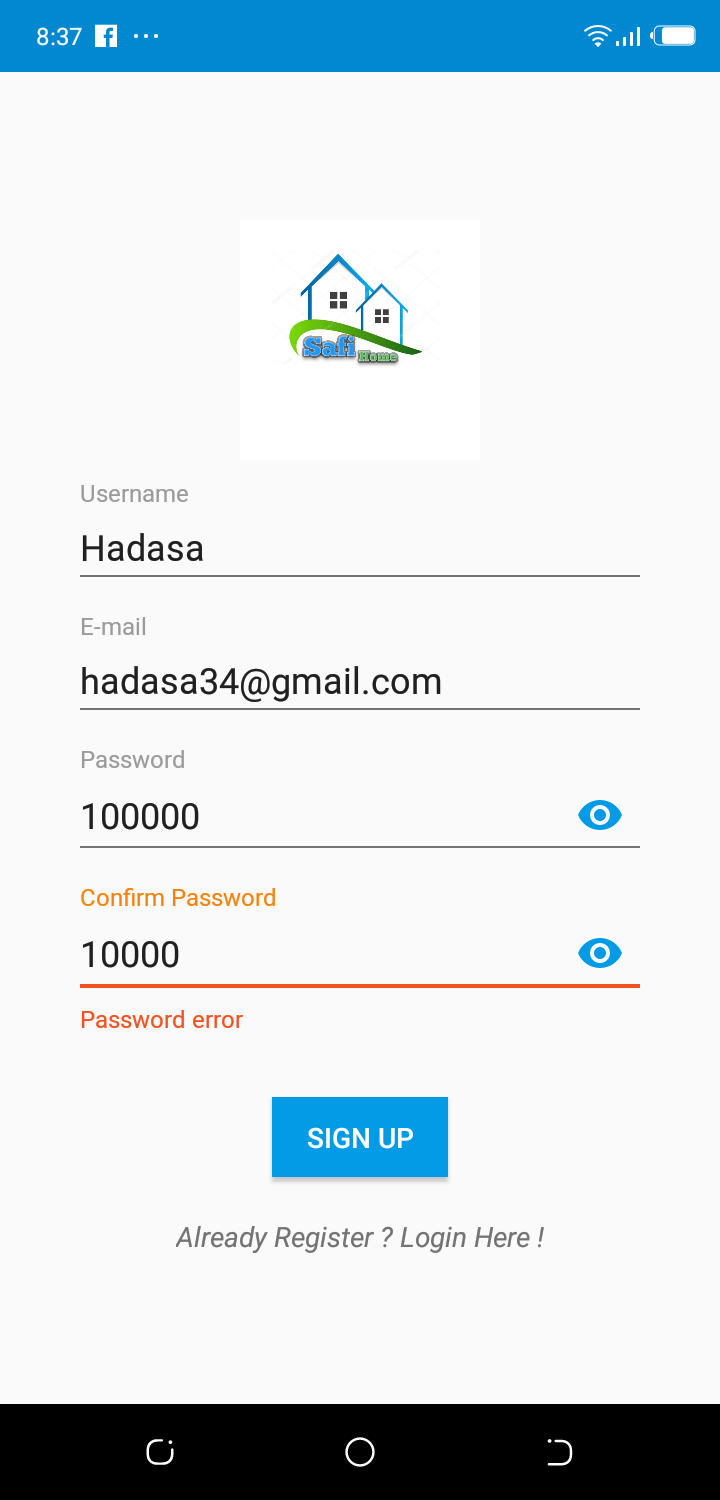 8:37
Safi
Home
Username
Hadasa
E-mail
hadasa34@gmail.com
Password
100000
Confirm Password
10000
Password error
SIGN UP
Already Register ? Login Here !